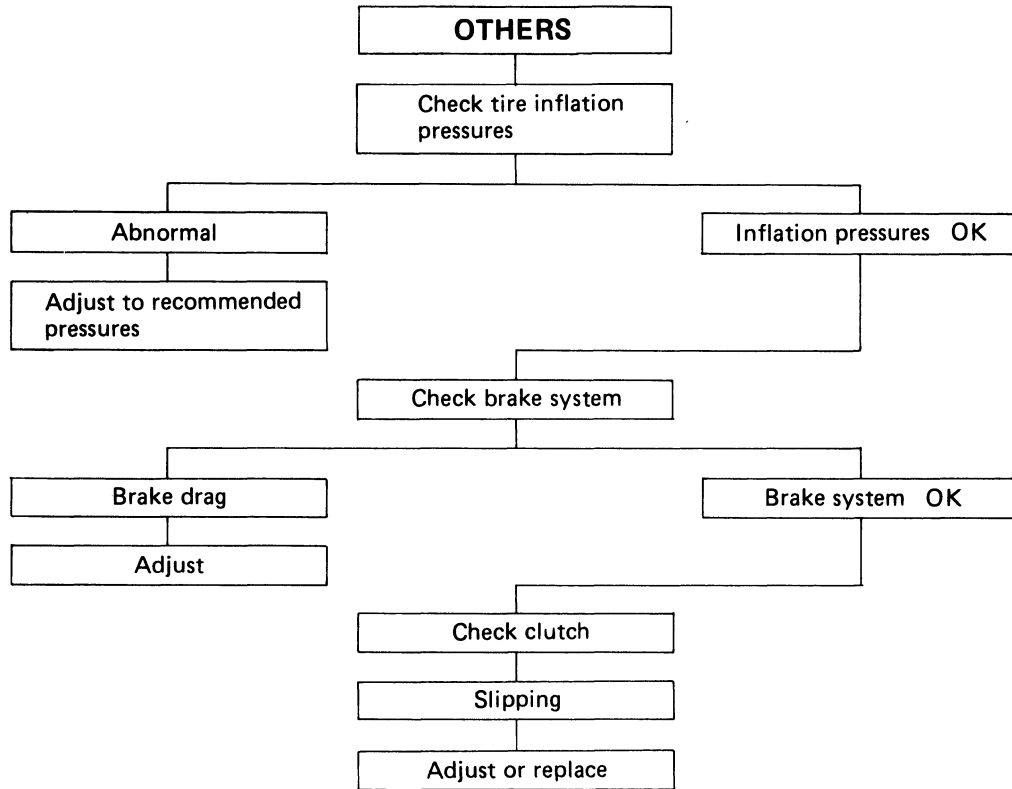 OTHERS
Check tire inflation
pressures
Abnormal
Inflation pressures OK
Adjust to recommended
pressures
Check brake system
Brake drag
Brake system OK
Adjust
Check clutch
Slipping
Adjust or replace